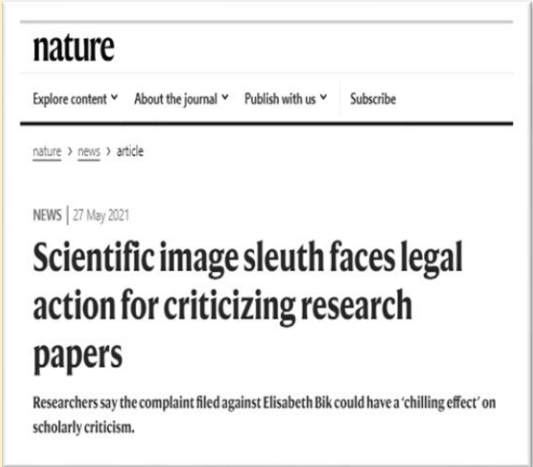 nature
Explore content About the journal Publish with us Subscribe
nature > news > article
NEWS | 27 May 2021
Scientific image sleuth faces legal
action for criticizing research
papers
Researchers say the complaint filed against Elisabeth Bik could have a ‘chilling effect’ on
scholarly criticism.